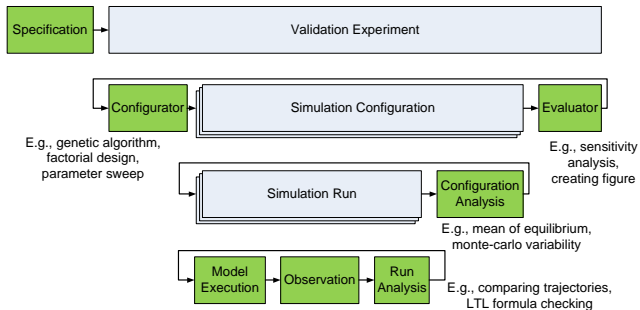 Specification
Validation Experiment
Configurator
Simulation Configuration
Evaluator
E.g., genetic algorithm,
factorial design,
parameter sweep
E.g., sensitivity
analysis,
creating figure
Simulation Run
Configuration
Analysis
E.g., mean of equilibrium,
monte-carlo variability
Model
Execution
Observation
Run
Analysis
E.g., comparing trajectories,
LTL formula checking